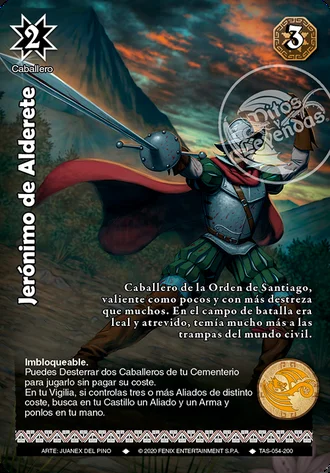 2
Caballero
3
Mitos y Leyendas
Jerónimo de Alderete
Caballero de la Orden de Santiago,
valiente como pocos y con más destreza
que muchos. En el campo de batalla era
leal y atrevido, temía mucho más a las
trampas del mundo civil.
Imbloqueable.
Puedes Desterrar dos Caballeros de tu Cementerio
para jugarlo sin pagar su coste.
En tu Vigilia, si controlas tres o más Aliados de distinto
coste, busca en tu Castillo un Aliado y un Arma y
ponlos en tu mano.
ARTE: JUANEX DEL PINO
© 2020 FENIX ENTERTAINMENT S.P.A.
TAS-054-200